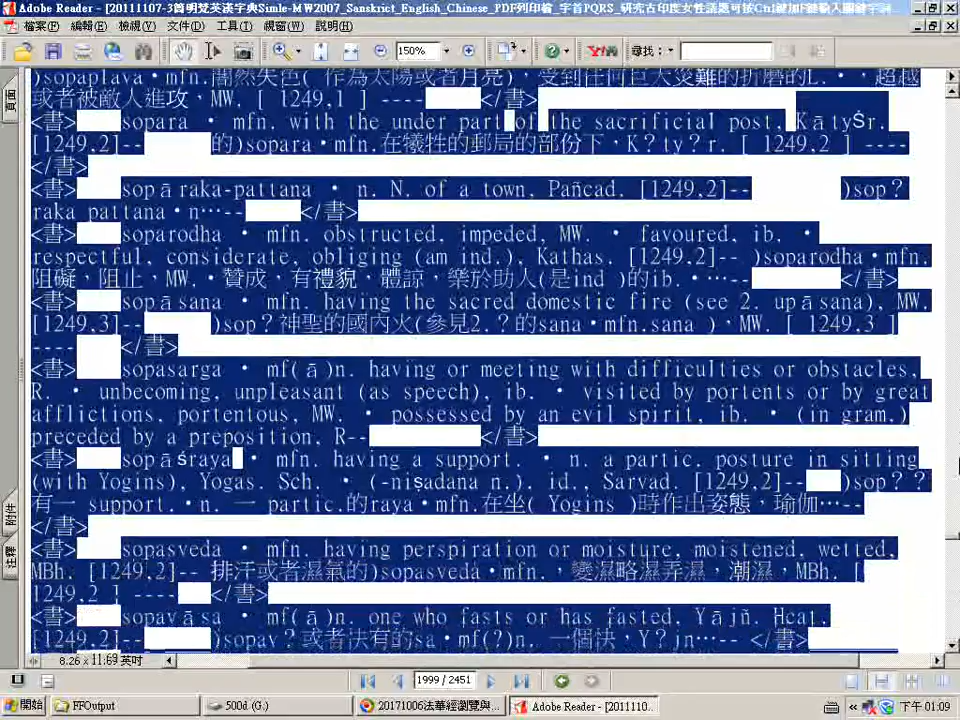 Adobe Reader - [20111107-3簡明梵英漢字典Simle-MW2007_Sanskrict_English_Chinese_PDF列印檔_字首PQRS_研究古印度女性議題可按Ctrl鍵加F鍵輸入關鍵字詞
檔案(F) 編輯(E) 檢視(V) 文件(D) 工具(T) 視窗(W) 說明(H)
150% 尋找：
)sopaplava·mfn.闇然失色( 作為太陽或者月亮)，受到任何巨大災難的折磨的L.·，超越
或者被敵人進攻，MW. [ 1249,1 ] ---- </書>
<書> sopara · mfn. with the under part of the sacrificial post, KātyŚr.
[1249,2]-- 的)sopara·mfn.在犧牲的郵局的部份下，K?ty?r. [ 1249,2 ] ----
</書>
<書> sopāraka-pattana · n. N. of a town, Pañcad. [1249,2]-- )sop?
raka pattana·n…-- </書>
<書> soparodha · mfn. obstructed, impeded, MW. · favoured, ib. ·
respectful, considerate, obliging (am ind.), Kathas. [1249,2]-- )soparodha·mfn.
阻礙，阻止，MW.·贊成，有禮貌，體諒，樂於助人(是ind )的ib.·…-- </書>
<書> sopāsana · mfn. having the sacred domestic fire (see 2. upāsana), MW.
[1249,3]-- )sop?神聖的國內火(參見2.?的sana·mfn.sana )，MW. [ 1249,3 ]
---- </書>
<書> sopasarga · mf(ā)n. having or meeting with difficulties or obstacles,
R. · unbecoming, unpleasant (as speech), ib. · visited by portents or by great
afflictions, portentous, MW. · possessed by an evil spirit, ib. · (in gram.)
preceded by a preposition, R-- </書>
<書> sopāśraya · mfn. having a support. · n. a partic. posture in sitting
(with Yogins), Yogas. Sch. · (-niṣadana n.), id., Sarvad. [1249,2]-- )sop??
有一 support.·n. 一 partic.的raya·mfn.在坐( Yogins )時作出姿態，瑜伽…--
</書>
<書> sopasveda · mfn. having perspiration or moisture, moistened, wetted,
MBh. [1249,2]-- 排汗或者濕氣的)sopasveda·mfn.，變濕略濕弄濕，潮濕，MBh. [
1249,2 ] ---- </書>
<書> sopavāsa · mf(ā)n. one who fasts or has fasted, Yājñ. Heat.
[1249,2]-- )sopav?或者快有的sa·mf(?)n. 一個快，Y?jn…-- </書>
頁面
附件
注釋
8.26 x 11.69 英吋
1999 / 2451
開始 FFOutput 500d (G:) 20171006法華經瀏覽與... Adobe Reader - [201110... 下午 01:09